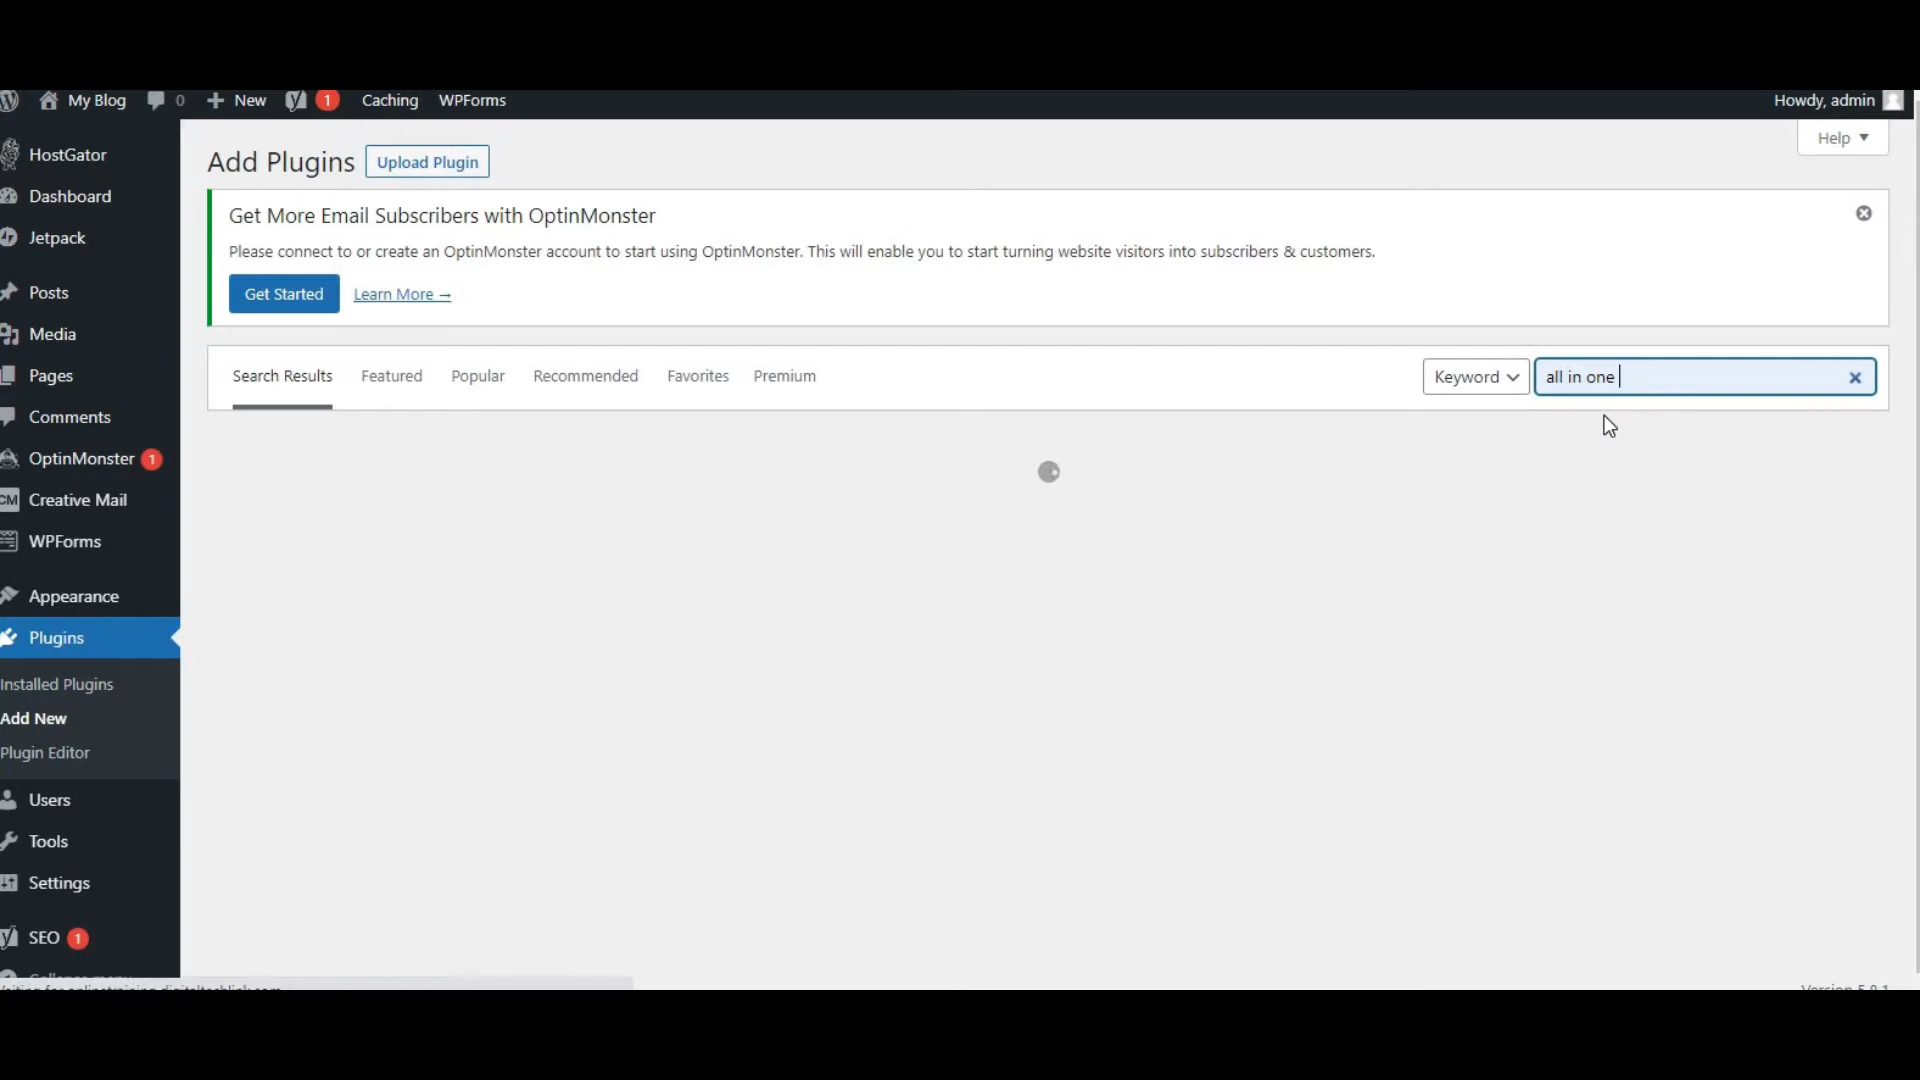 My Blog 0 New 1 Caching WPForms Howdy, admin
Help
HostGator
Dashboard
Jetpack
Posts
Media
Pages
Comments
OptinMonster 1
CM Creative Mail
WPForms
Appearance
Plugins
Installed Plugins
Add New
Plugin Editor
Users
Tools
Settings
SEO 1
Add Plugins Upload Plugin
Get More Email Subscribers with OptinMonster
Please connect to or create an OptinMonster account to start using OptinMonster. This will enable you to start turning website visitors into subscribers & customers.
Get Started Learn More →
Search Results Featured Popular Recommended Favorites Premium Keyword all in one